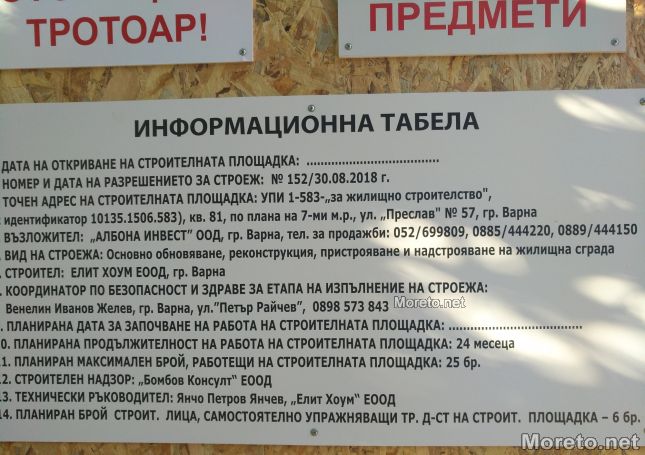 ТРОТОАР!
ПРЕДМЕТИ
Moreto.net
ИНФОРМАЦИОННА ТАБЕЛА
ДАТА НА ОТКРИВАНЕ НА СТРОИТЕЛНАТА ПЛОЩАДКА: ......................................
НОМЕР И ДАТА НА РАЗРЕШЕНИЕТО ЗА СТРОЕЖ: № 152/30.08.2018 г.
ТОЧЕН АДРЕС НА СТРОИТЕЛНАТА ПЛОЩАДКА: УПИ 1-583-„за жилищно строителство",
идентификатор 10135.1506.583), кв. 81, по плана на 7-ми м.р., ул. „Преслав" № 57, гр. Варна
. ВЪЗЛОЖИТЕЛ: „АЛБОНА ИНВЕСТ" ООД, гр. Варна, тел. за продажби: 052/699809, 0885/444220, 0889/444150
. ВИД НА СТРОЕЖА: Основно обновяване, реконструкция, пристрояване и надстрояване на жилищна сграда
. СТРОИТЕЛ: ЕЛИТ ХОУМ ЕООД, гр. Варна
. КООРДИНАТОР ПО БЕЗОПАСНОСТ И ЗДРАВЕ ЗА ЕТАПА НА ИЗПЪЛНЕНИЕ НА СТРОЕЖА:
Венелин Иванов Желев, гр. Варна, ул."Петър Райчев", 0898 573 843
Moreto.net
. ПЛАНИРАНА ДАТА ЗА ЗАПОЧВАНЕ НА РАБОТА НА СТРОИТЕЛНАТА ПЛОЩАДКА: ......................................
0. ПЛАНИРАНА ПРОДЪЛЖИТЕЛНОСТ НА РАБОТА НА СТРОИТЕЛНАТА ПЛОЩАДКА: 24 месеца
11. ПЛАНИРАН МАКСИМАЛЕН БРОЙ, РАБОТЕЩИ НА СТРОИТЕЛНАТА ПЛОЩАДКА: 25 бр.
12. СТРОИТЕЛЕН НАДЗОР: „Бомбов Консулт" ЕООД
13. ТЕХНИЧЕСКИ РЪКОВОДИТЕЛ: Янчо Петров Янчев, „Елит Хоум" ЕООД
14. ПЛАНИРАН БРОЙ СТРОИТ. ЛИЦА, САМОСТОЯТЕЛНО УПРАЖНЯВАЩИ ТР. Д-СТ НА СТРОИТ. ПЛОЩАДКА – 6 бр.
Moreto.net